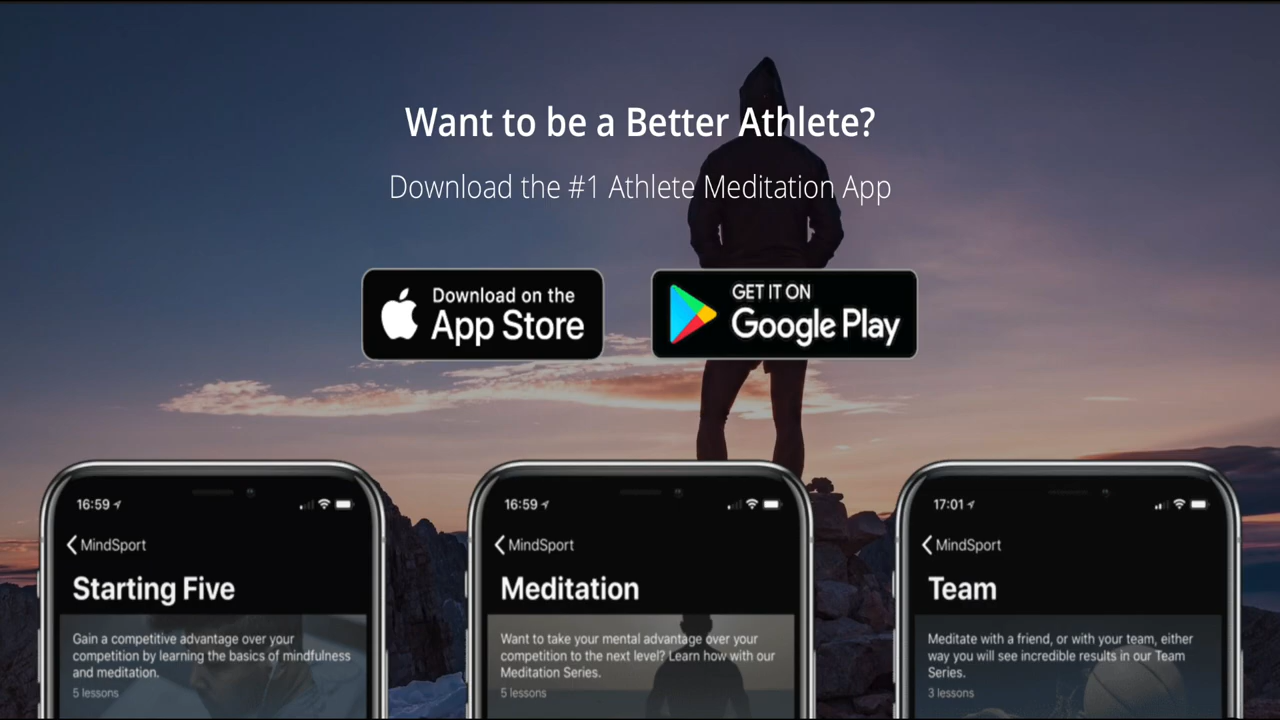 Want to be a Better Athlete?
Download the #1 Athlete Meditation App
Download on the
App Store
GET IT ON
Google Play
16:59
MindSport
Starting Five
Gain a competitive advantage over your
competition by learning the basics of mindfulness
and meditation.
5 lessons
16:59
MindSport
Meditation
Want to take your mental advantage over your
competition to the next level? Learn how with our
Meditation Series.
5 lessons
17:01
MindSport
Team
Meditate with a friend, or with your team, either
way you will see incredible results in our Team
Series.
3 lessons